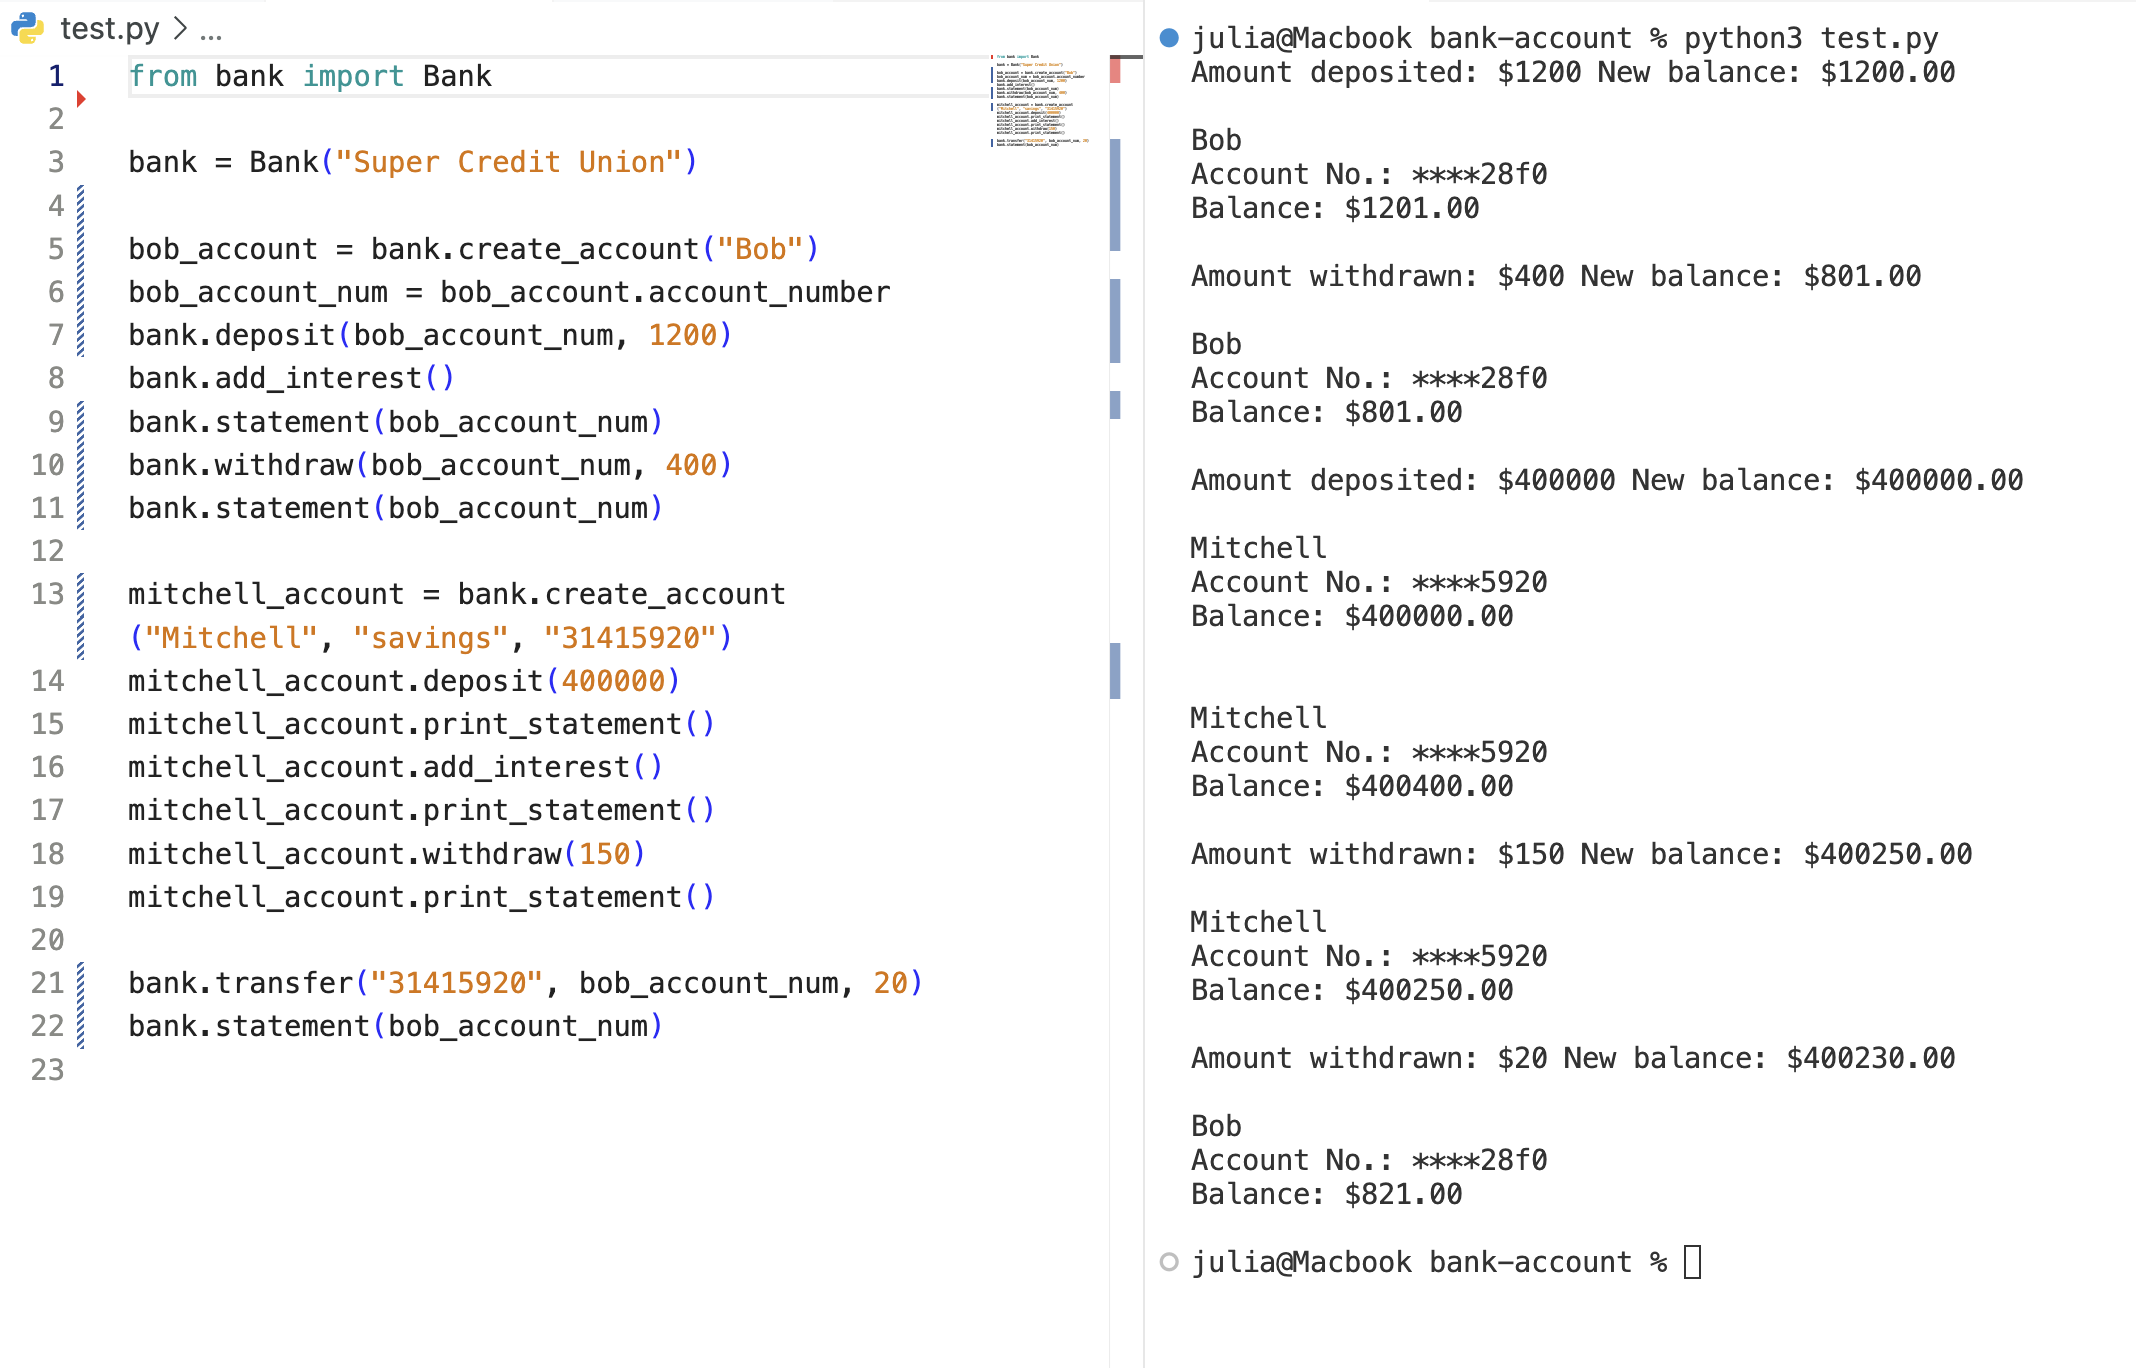 test.py > ...
1 from bank import Bank
2
3 bank = Bank("Super Credit Union")
4
5 bob_account = bank.create_account("Bob")
6 bob_account_num = bob_account.account_number
7 bank.deposit(bob_account_num, 1200)
8 bank.add_interest()
9 bank.statement(bob_account_num)
10 bank.withdraw(bob_account_num, 400)
11 bank.statement(bob_account_num)
12
13 mitchell_account = bank.create_account
("Mitchell", "savings", "31415920")
14 mitchell_account.deposit(400000)
15 mitchell_account.print_statement()
16 mitchell_account.add_interest()
17 mitchell_account.print_statement()
18 mitchell_account.withdraw(150)
19 mitchell_account.print_statement()
20
21 bank.transfer("31415920", bob_account_num, 20)
22 bank.statement(bob_account_num)
23
julia@Macbook bank-account % python3 test.py
Amount deposited: $1200 New balance: $1200.00
Bob
Account No.: ****28f0
Balance: $1201.00
Amount withdrawn: $400 New balance: $801.00
Bob
Account No.: ****28f0
Balance: $801.00
Amount deposited: $400000 New balance: $400000.00
Mitchell
Account No.: ****5920
Balance: $400000.00
Mitchell
Account No.: ****5920
Balance: $400400.00
Amount withdrawn: $150 New balance: $400250.00
Mitchell
Account No.: ****5920
Balance: $400250.00
Amount withdrawn: $20 New balance: $400230.00
Bob
Account No.: ****28f0
Balance: $821.00
julia@Macbook bank-account %